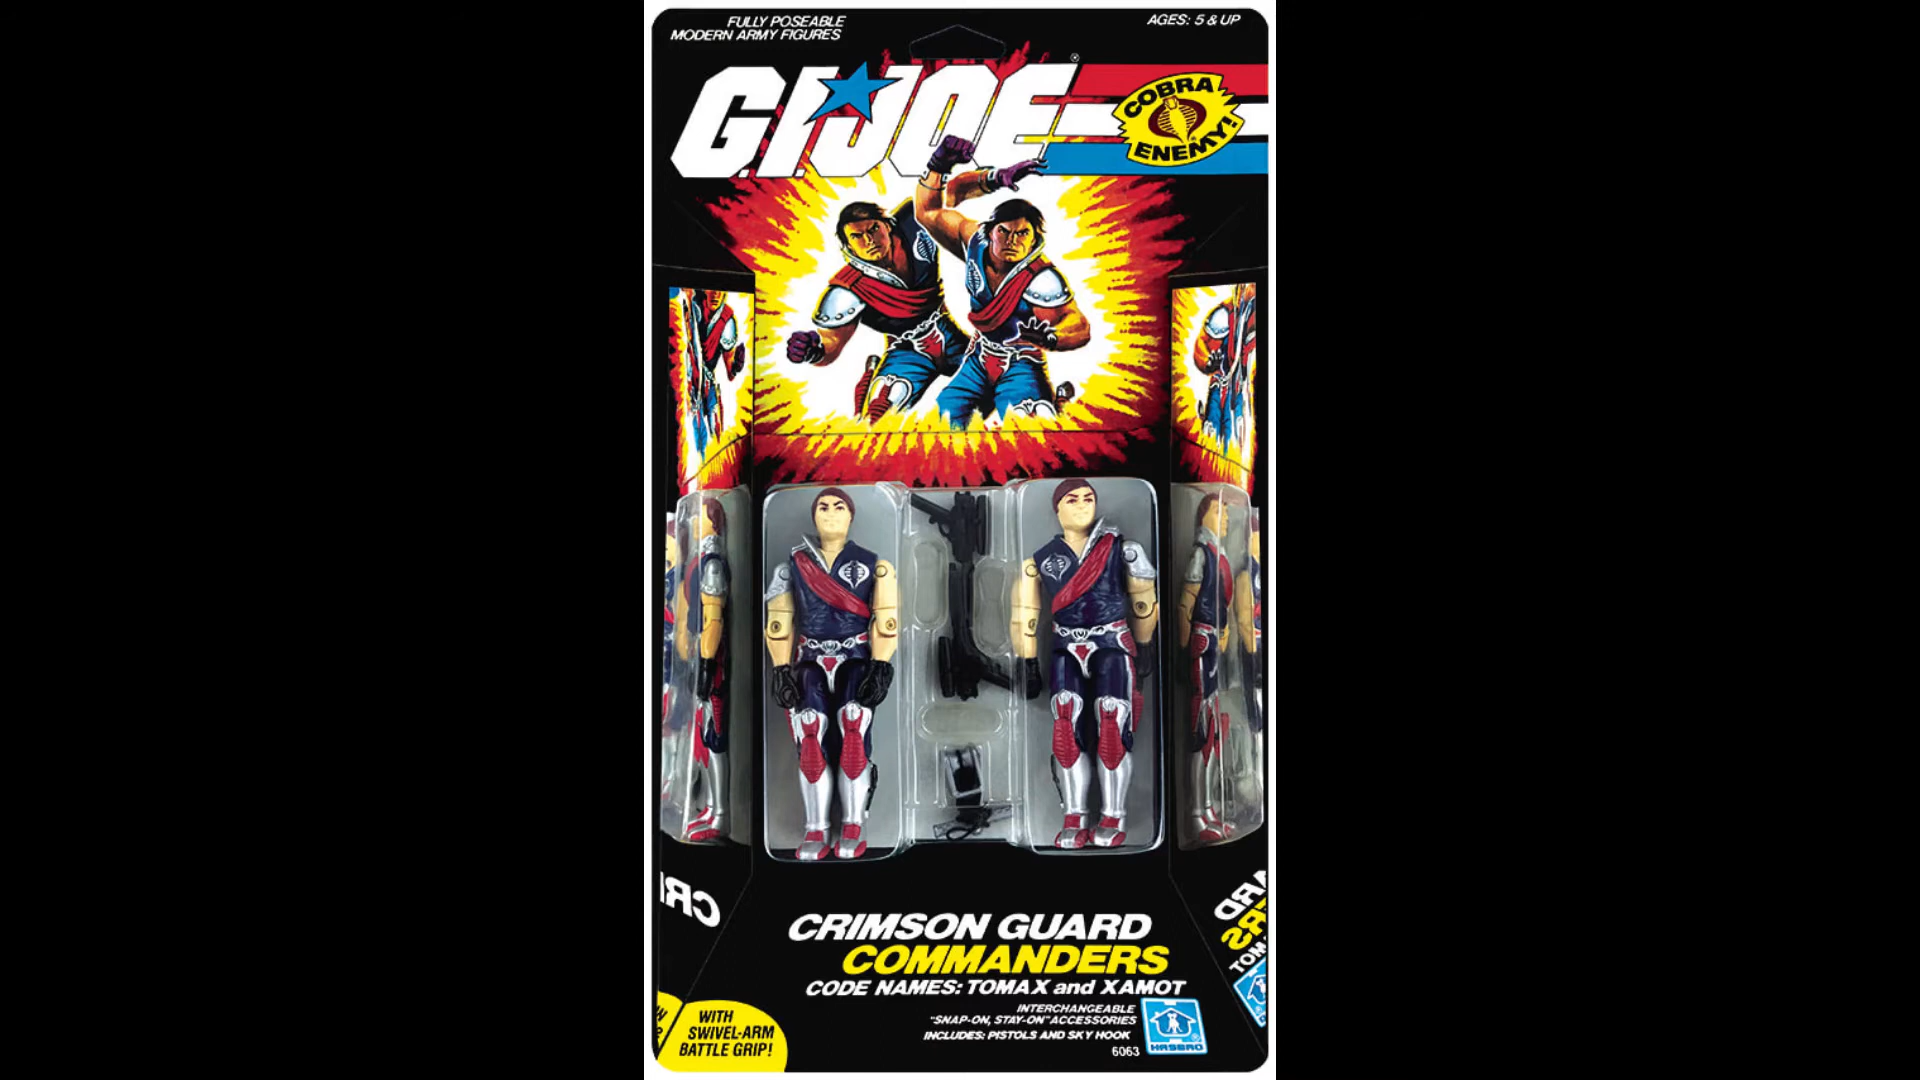 FULLY POSEABLE
MODERN ARMY FIGURES
AGES: 5 & UP
G.I. JOE
®
COBRA
ENEMY!
CRIMSON GUARD
COMMANDERS
CODE NAMES: TOMAX and XAMOT
INTERCHANGEABLE
"SNAP-ON, STAY-ON" ACCESSORIES
INCLUDES: PISTOLS AND SKY HOOK
6063
HASBRO
WITH
SWIVEL-ARM
BATTLE GRIP!